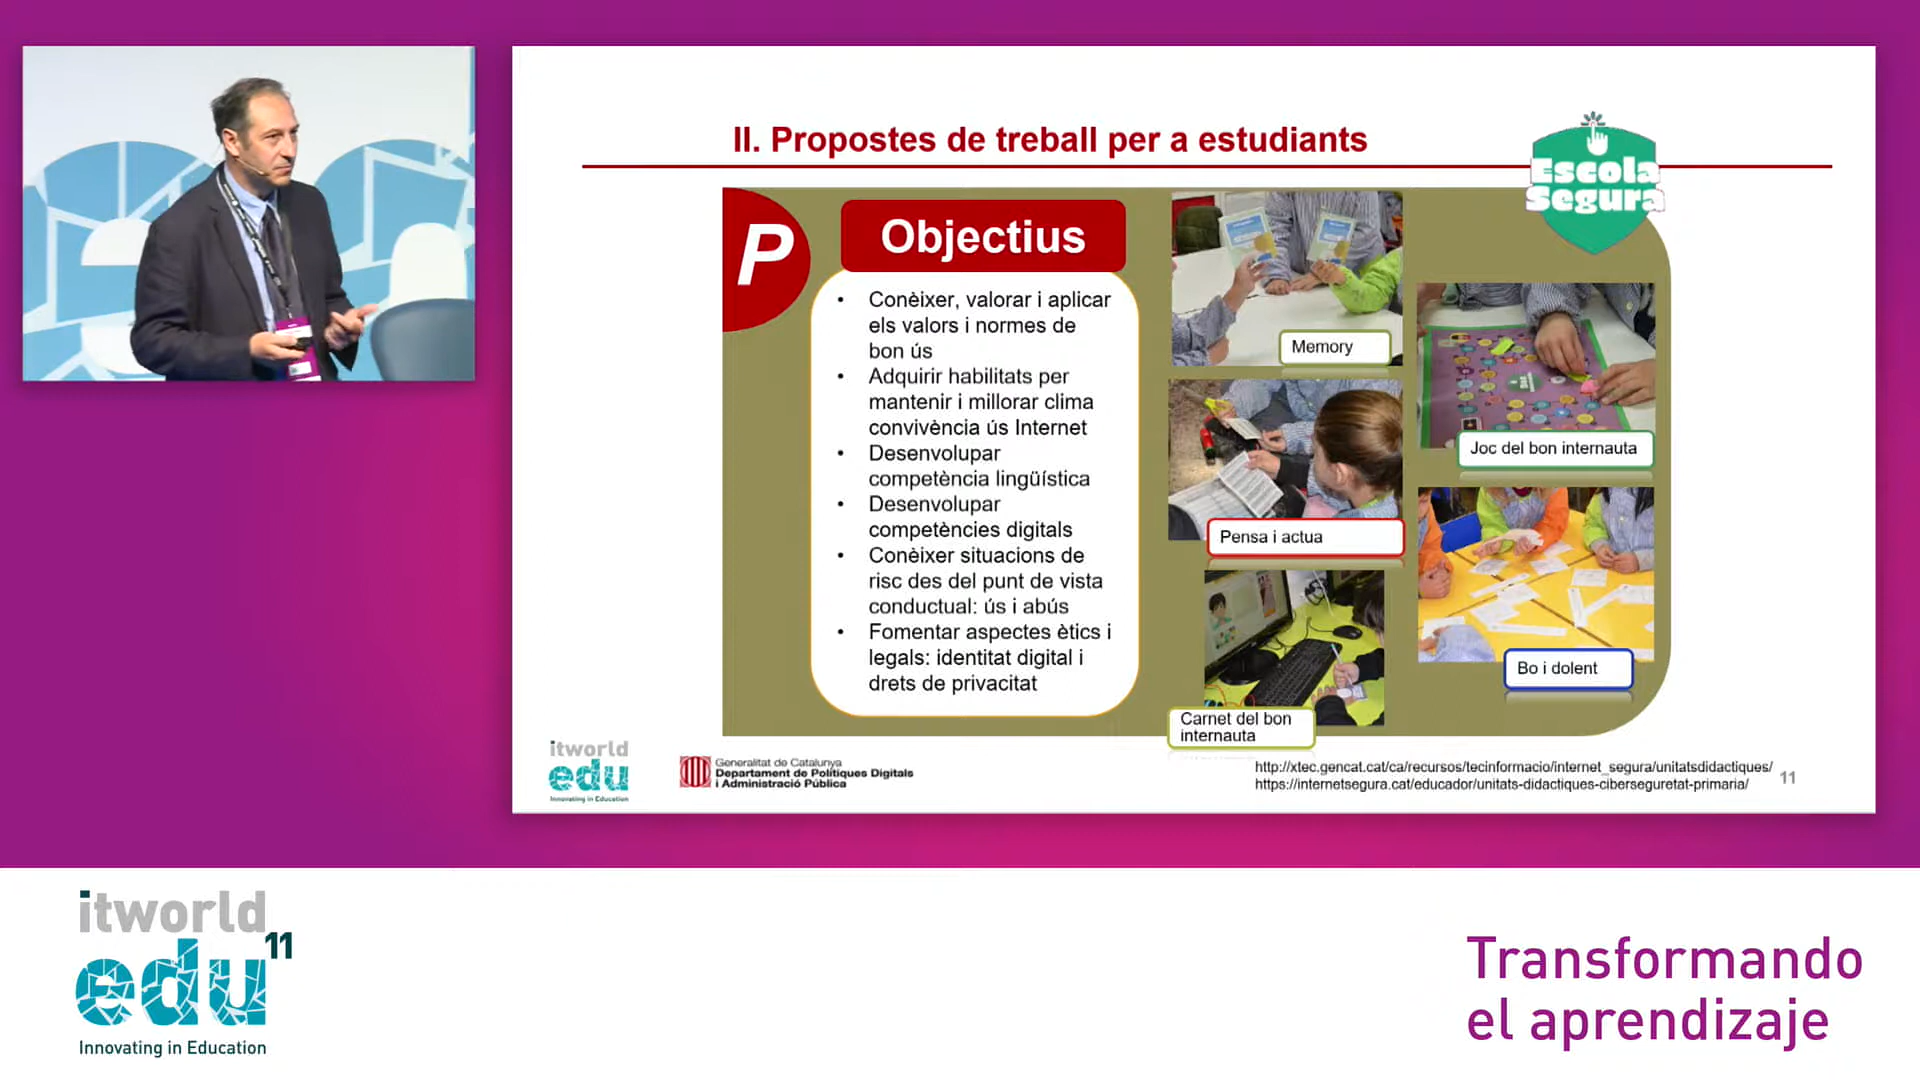 II. Propostes de treball per a estudiants
Escola
Segura
P
Objectius
• Conèixer, valorar i aplicar
els valors i normes de
bon ús
• Adquirir habilitats per
mantenir i millorar clima
convivència ús Internet
• Desenvolupar
competència lingüística
• Desenvolupar
competències digitals
• Conèixer situacions de
risc des del punt de vista
conductual: ús i abús
• Fomentar aspectes ètics i
legals: identitat digital i
drets de privacitat
Memory
Joc del bon internauta
Pensa i actua
Bo i dolent
Carnet del bon
internauta
itworld
edu
Innovating in Education
Generalitat de Catalunya
Departament de Polítiques Digitals
i Administració Pública
http://xtec.gencat.cat/ca/recursos/tecinformacio/internet_segura/unitatsdidactiques/
https://internetsegura.cat/educador/unitats-didactiques-ciberseguretat-primaria/
11
itworld
edu 11
Innovating in Education
Transformando
el aprendizaje